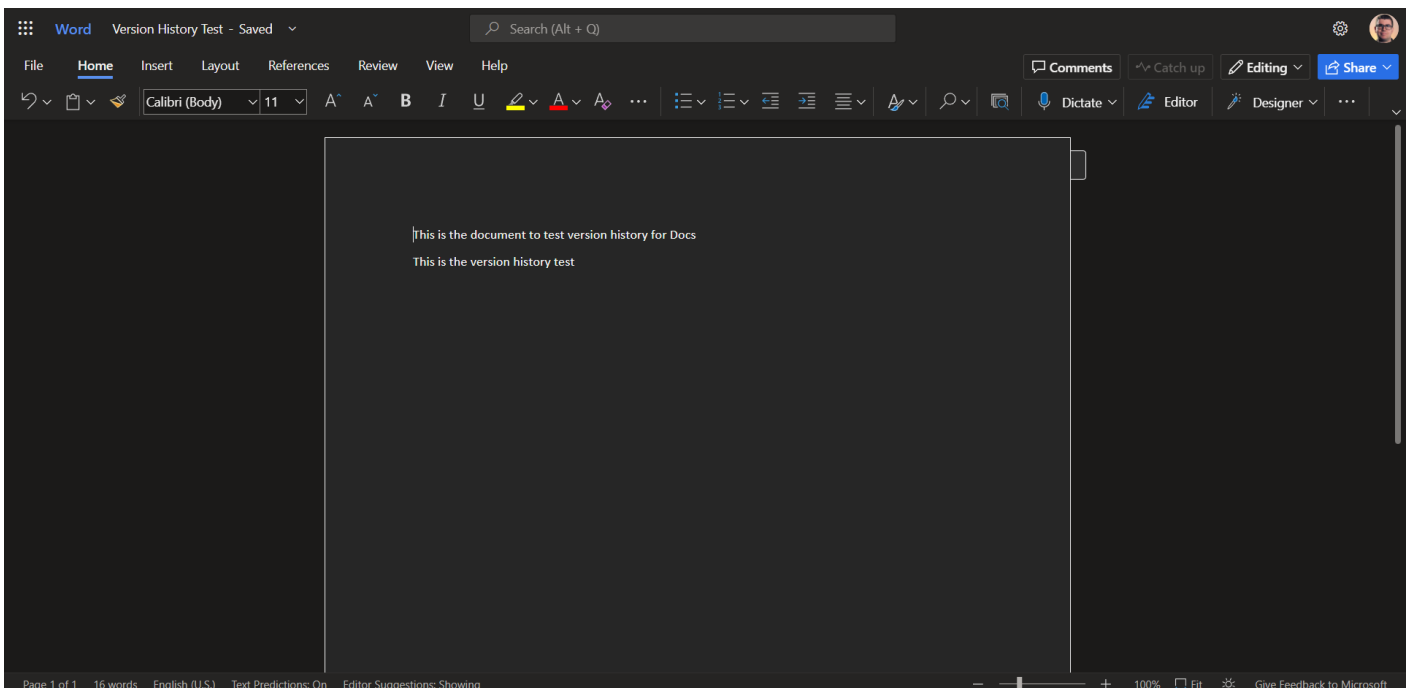 Word Version History Test - Saved Search (Alt + Q)
File Home Insert Layout References Review View Help Comments Catch up Editing Share
Calibri (Body) 11 A A B I U A A Dictate Editor Designer
This is the document to test version history for Docs
This is the version history test
Page 1 of 1 16 words English (U.S.) Text Predictions: On Editor Suggestions: Showing 100% Fit Give Feedback to Microsoft